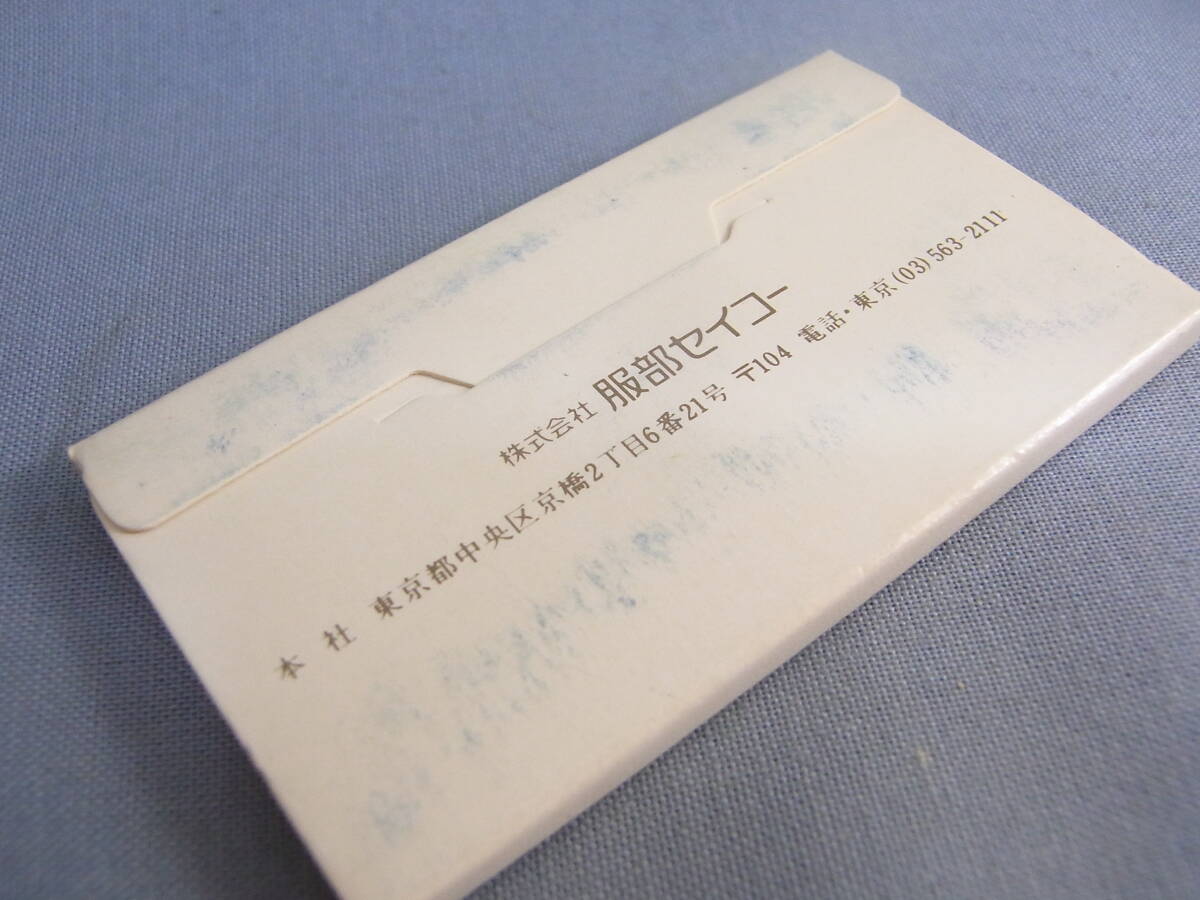 株式会社 服部セイコー
本社 東京都中央区京橋2丁目6番21号 〒104 電話・東京(03)563-2111